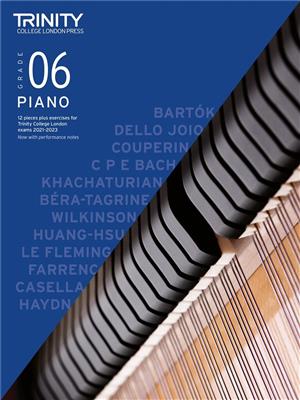 TRINITY
COLLEGE LONDON PRESS
GRADE
06
PIANO
12 pieces plus exercises for
Trinity College London
exams 2021-2023
Now with performance notes
BARTÓK
DELLO JOIO
COUPERIN
C P E BACH
KHACHATURIAN
BÉRA-TAGRINE
WILKINSON
HUANG-HSU
LE FLEMING
FARRENC
CASELLA
HAYDN